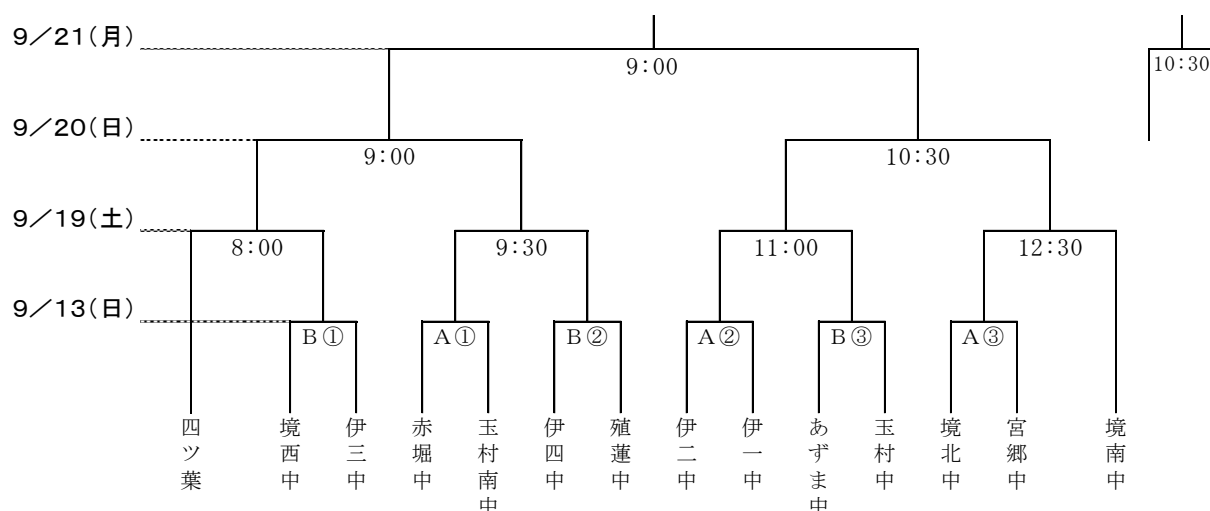 9／21（月）
9：00
10：30
9／20（日）
9：00
10：30
9／19（土）
8：00
9：30
11：00
12：30
9／13（日）
B①
A①
B②
A②
B③
A③
四ツ葉
境西中
伊三中
赤堀中
玉村南中
伊四中
殖蓮中
伊二中
伊一中
あずま中
玉村中
境北中
宮郷中
境南中